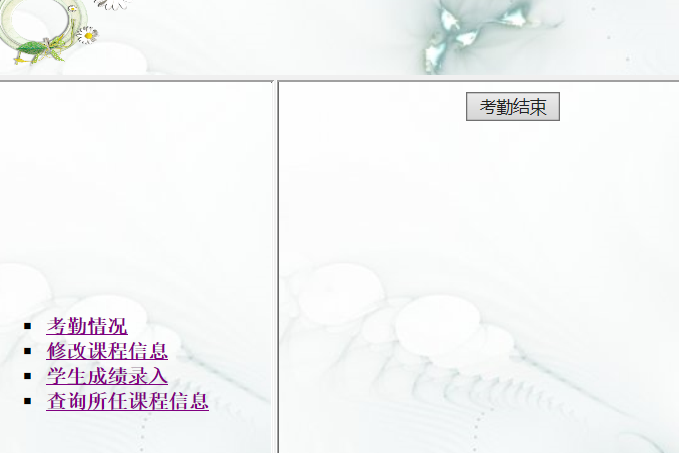 考勤结束
考勤情况
修改课程信息
学生成绩录入
查询所任课程信息